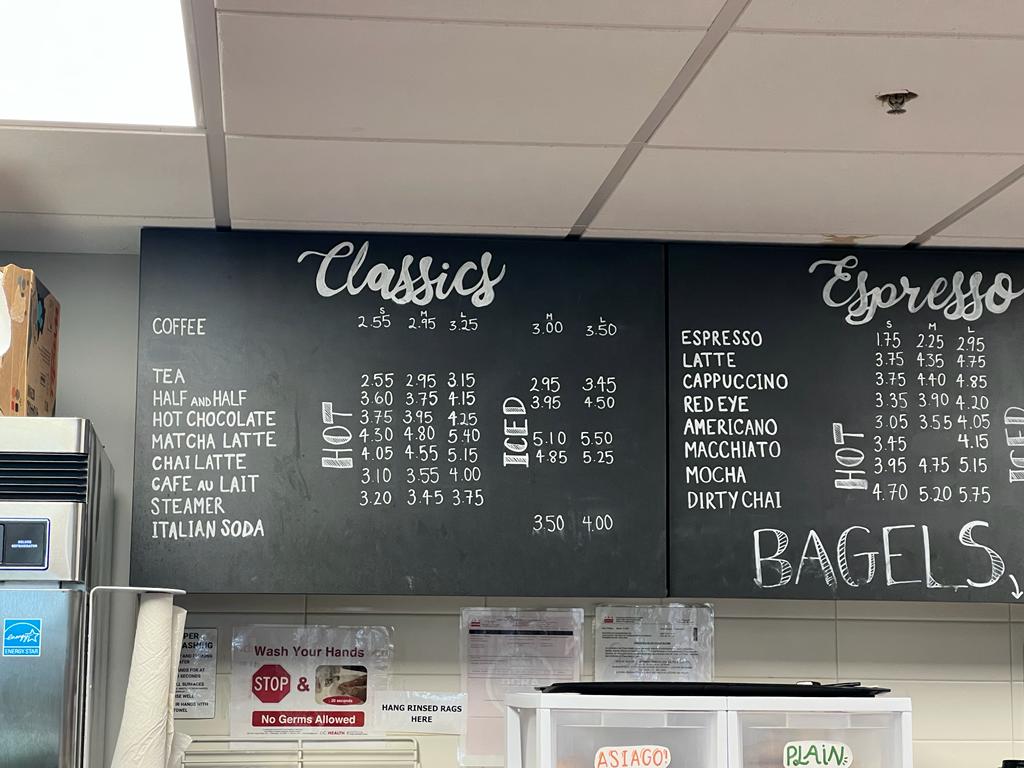 Classics
S M L
COFFEE 2.55 2.95 3.25 M 3.00 L 3.50
TEA 2.55 2.95 3.15 2.95 3.45
HALF AND HALF 3.60 3.75 4.15 3.95 4.50
HOT CHOCOLATE 3.75 3.95 4.25
MATCHA LATTE 4.30 4.80 5.40 5.10 5.50
CHAI LATTE 4.05 4.55 5.15 4.85 5.25
CAFE AU LAIT 3.10 3.55 4.00
STEAMER 3.20 3.45 3.75
ITALIAN SODA 3.50 4.00
HOT
ICED
Espresso
S M L
ESPRESSO 1.75 2.25 2.95
LATTE 3.75 4.35 4.75
CAPPUCCINO 3.75 4.40 4.85
RED EYE 3.35 3.90 4.20
AMERICANO 3.05 3.55 4.05
MACCHIATO 3.45 4.15
MOCHA 3.95 4.75 5.15
DIRTY CHAI 4.70 5.20 5.75
HOT
ICED
BAGELS
ENERGY STAR
Wash Your Hands
STOP &
20 seconds
No Germs Allowed
HANG RINSED RAGS
HERE
ASIAGO!
PLAIN